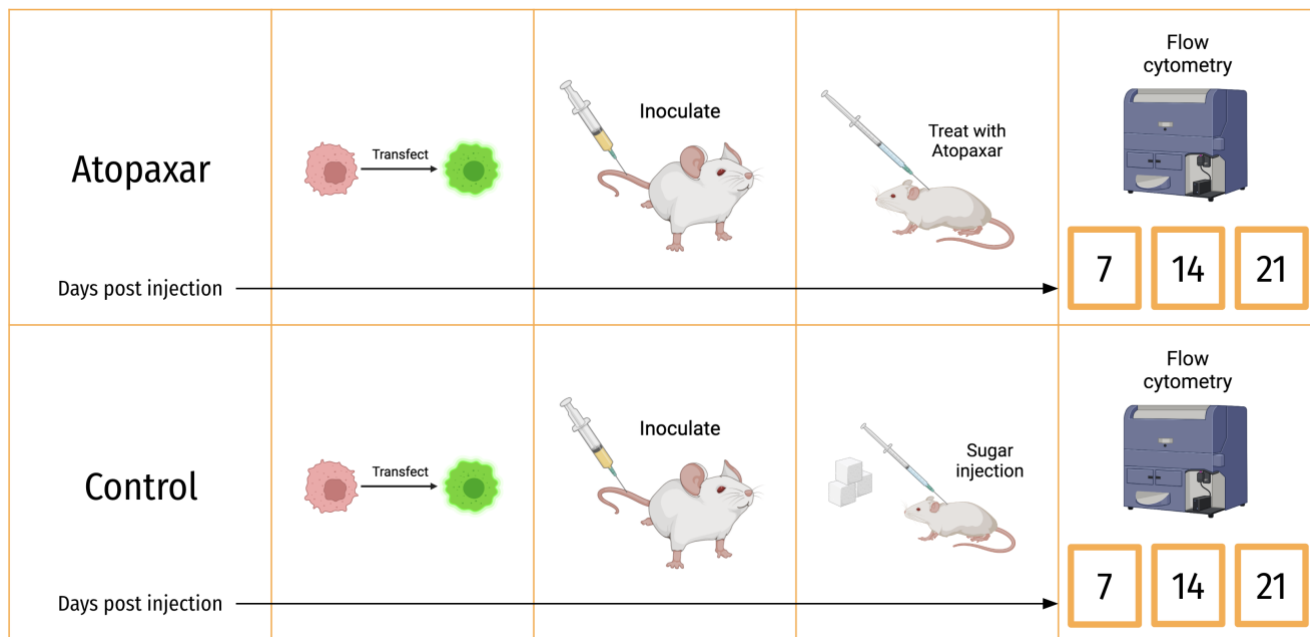 Flow
cytometry
Inoculate
Treat with
Atopaxar
Transfect
Atopaxar
Days post injection
7 14 21
Flow
cytometry
Inoculate
Sugar
injection
Transfect
Control
Days post injection
7 14 21